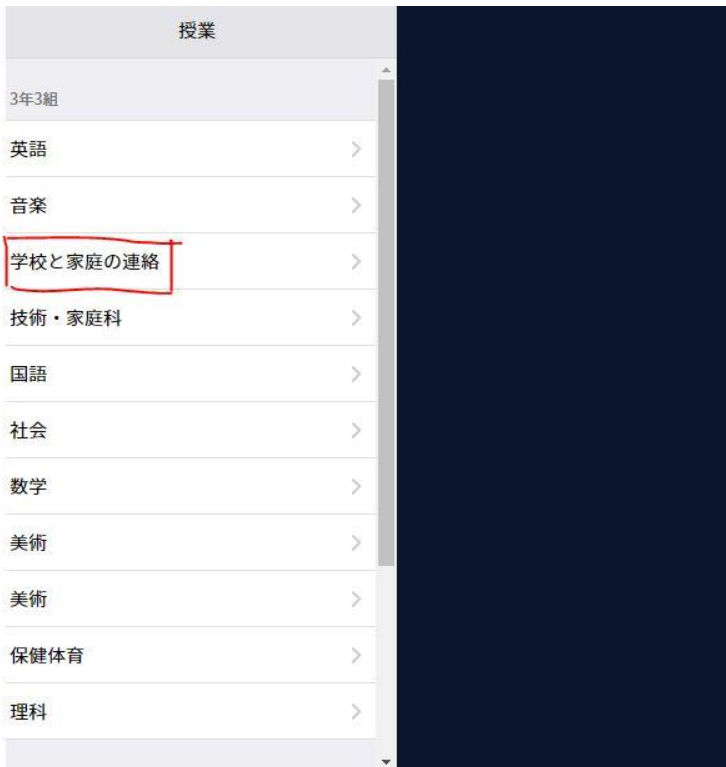 授業
3年3組
英語
音楽
学校と家庭の連絡
技術・家庭科
国語
社会
数学
美術
美術
保健体育
理科